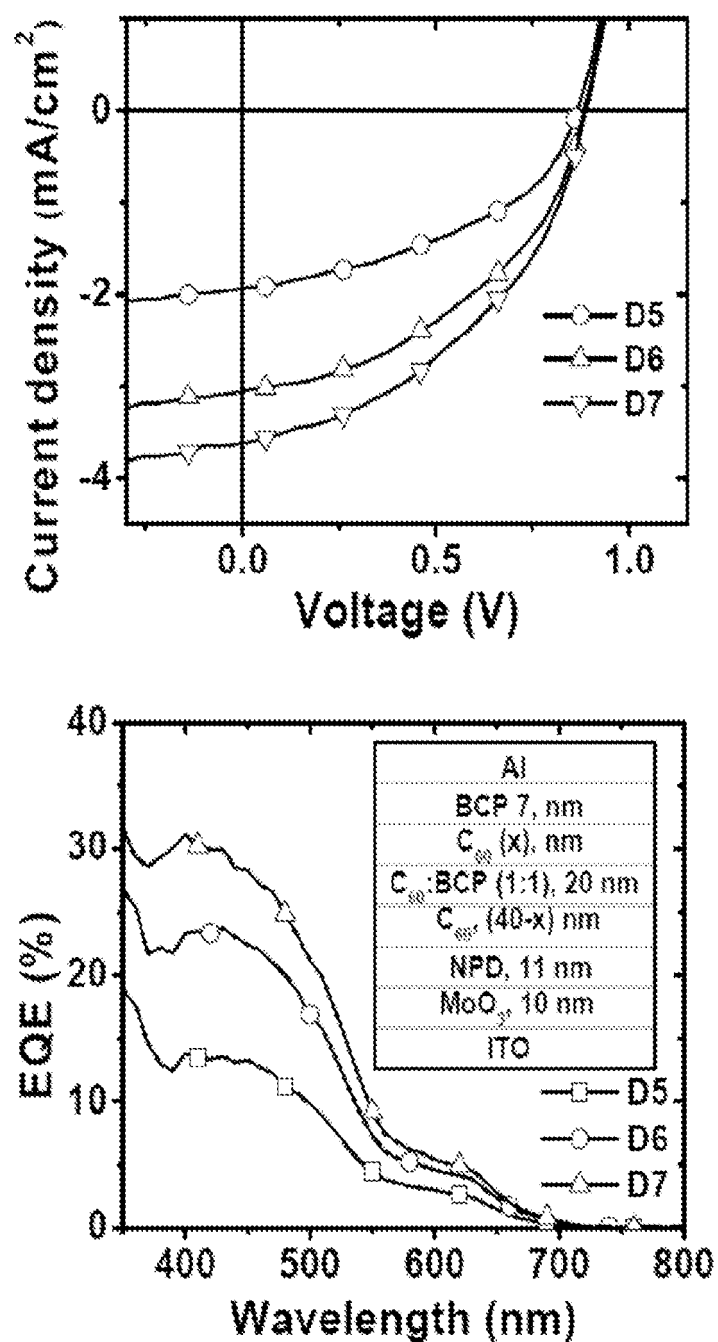 0
-2
-4
Current density (mA/cm²)
D5
D6
D7
0.0 0.5 1.0
Voltage (V)
40
30
20
10
0
EQE (%)
Al
BCP 7, nm
C₆₀ (x), nm
C₆₀:BCP (1:1), 20 nm
C₆₀, (40-x) nm
NPD, 11 nm
MoO₃, 10 nm
ITO
D5
D6
D7
400 500 600 700 800
Wavelength (nm)